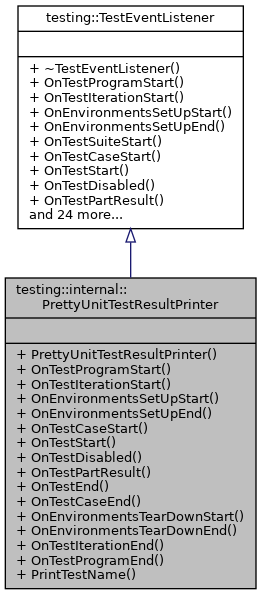 testing::TestEventListener
+ ~TestEventListener()
+ OnTestProgramStart()
+ OnTestIterationStart()
+ OnEnvironmentsSetUpStart()
+ OnEnvironmentsSetUpEnd()
+ OnTestSuiteStart()
+ OnTestCaseStart()
+ OnTestStart()
+ OnTestDisabled()
+ OnTestPartResult()
and 24 more...
testing::internal::
PrettyUnitTestResultPrinter
+ PrettyUnitTestResultPrinter()
+ OnTestProgramStart()
+ OnTestIterationStart()
+ OnEnvironmentsSetUpStart()
+ OnEnvironmentsSetUpEnd()
+ OnTestCaseStart()
+ OnTestStart()
+ OnTestDisabled()
+ OnTestPartResult()
+ OnTestEnd()
+ OnTestCaseEnd()
+ OnEnvironmentsTearDownStart()
+ OnEnvironmentsTearDownEnd()
+ OnTestIterationEnd()
+ OnTestProgramEnd()
+ PrintTestName()